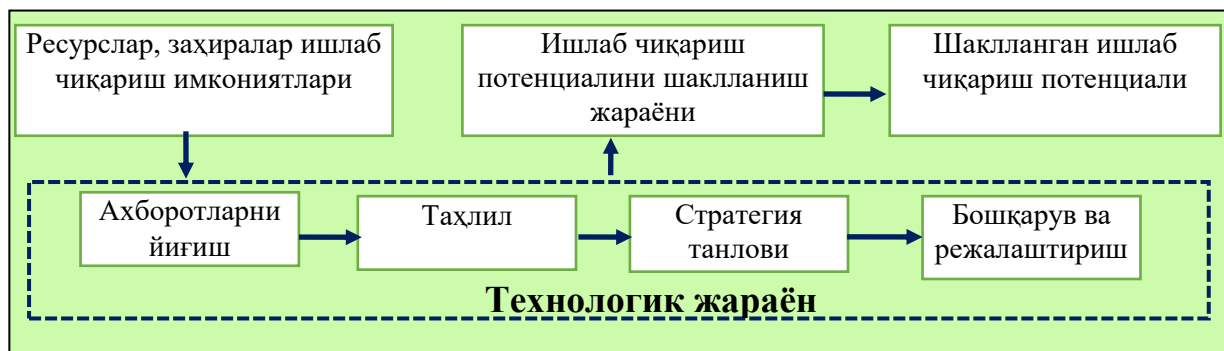 Ресурслар, заҳиралар ишлаб
чиқариш имкониятлари
Ишлаб чиқариш
потенциалини шаклланиш
жараёни
Шаклланган ишлаб
чиқариш потенциали
Ахборотларни
йиғиш
Таҳлил
Стратегия
танлови
Бошқарув ва
режалаштириш
Технологик жараён